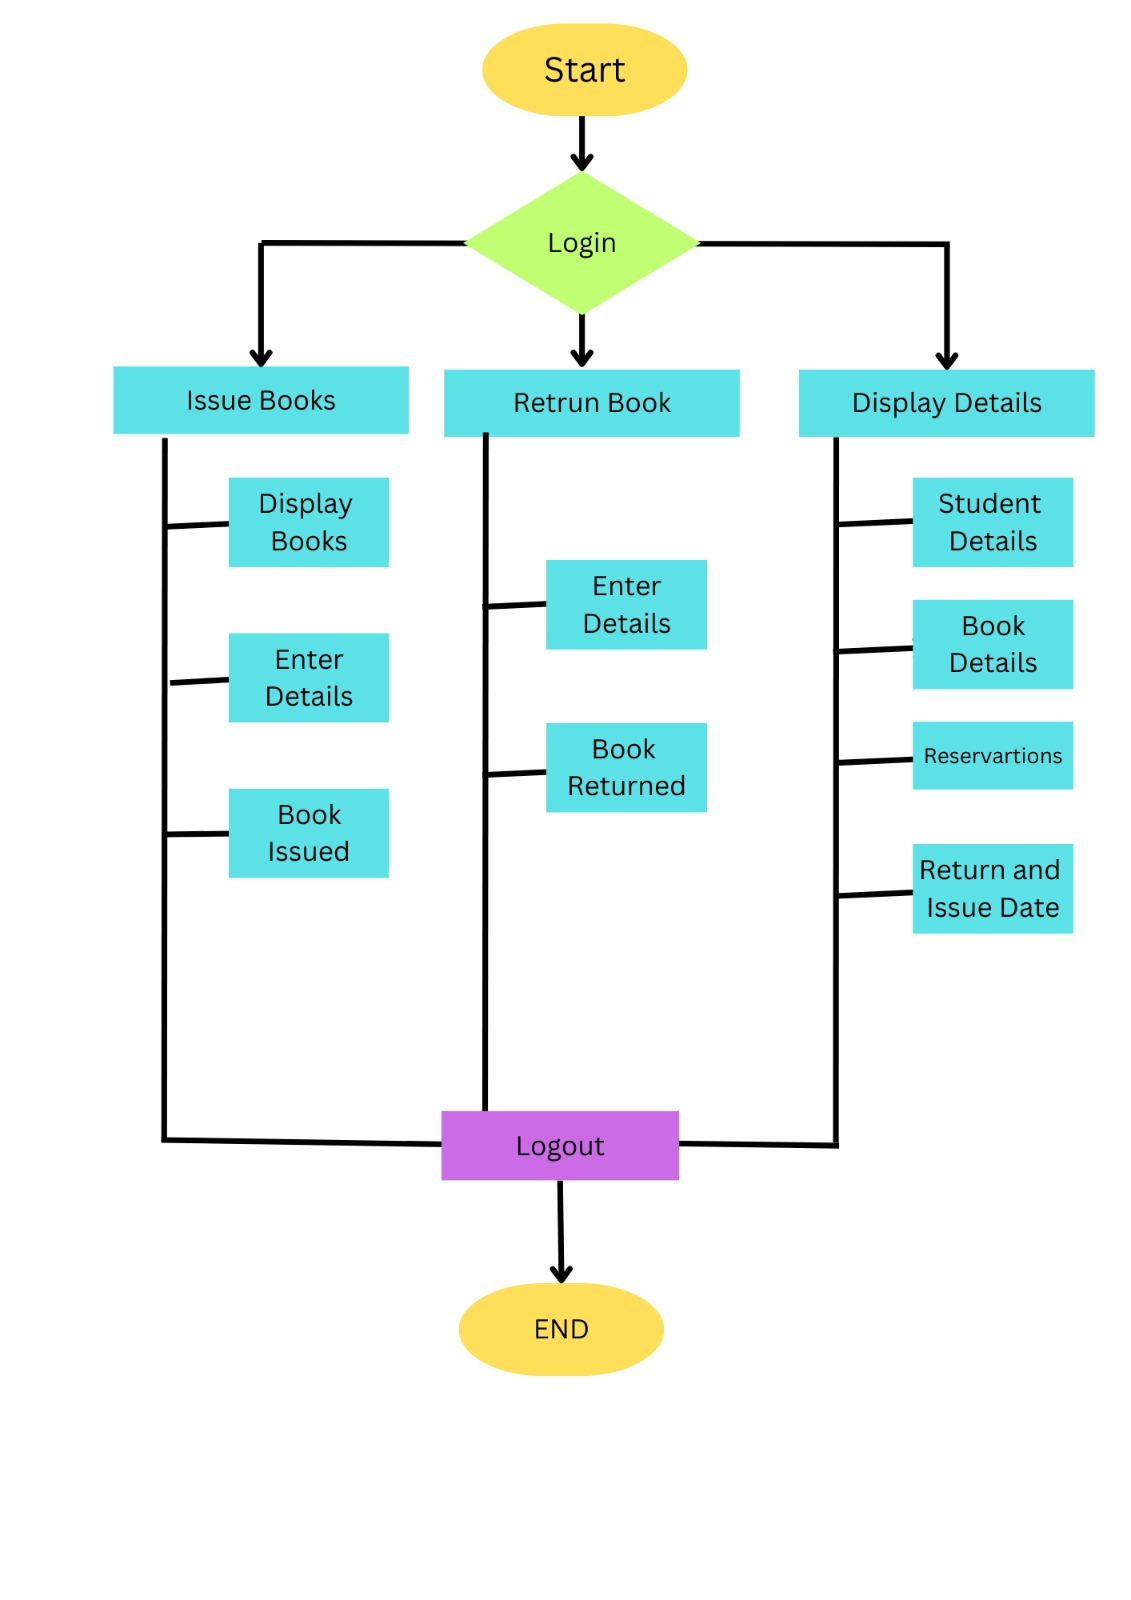 Start
Login
Issue Books
Retrun Book
Display Details
Display
Books
Enter
Details
Book
Issued
Enter
Details
Book
Returned
Student
Details
Book
Details
Reservartions
Return and
Issue Date
Logout
END